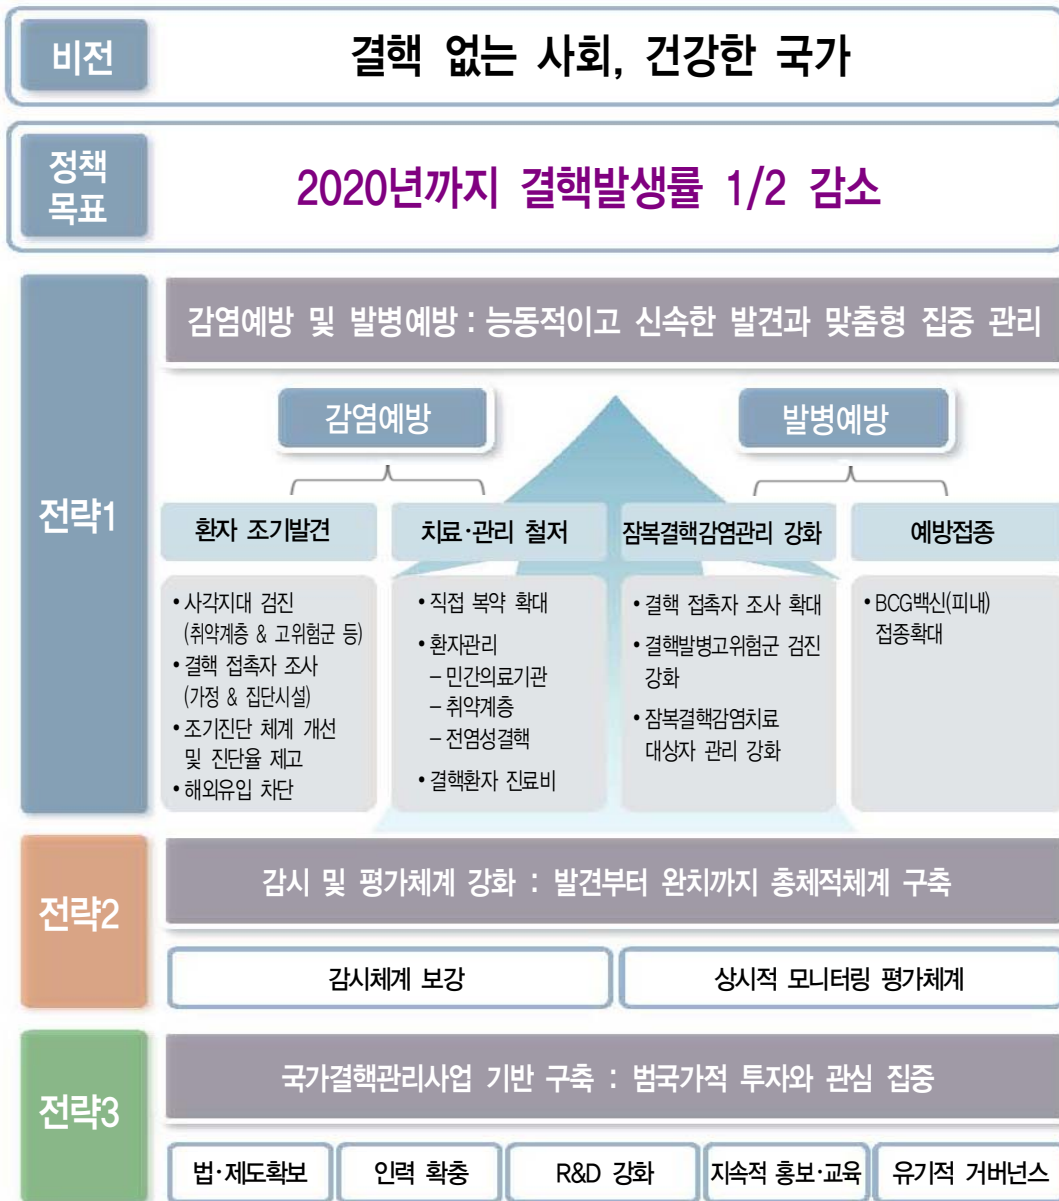 비전
결핵 없는 사회, 건강한 국가
정책
목표
2020년까지 결핵발생률 1/2 감소
전략1
감염예방 및 발병예방 : 능동적이고 신속한 발견과 맞춤형 집중 관리
감염예방
발병예방
환자 조기발견
• 사각지대 검진
(취약계층 & 고위험군 등)
• 결핵 접촉자 조사
(가정 & 집단시설)
• 조기진단 체계 개선
및 진단율 제고
• 해외유입 차단
치료·관리 철저
• 직접 복약 확대
• 환자관리
– 민간의료기관
– 취약계층
– 전염성결핵
• 결핵환자 진료비
잠복결핵감염관리 강화
• 결핵 접촉자 조사 확대
• 결핵발병고위험군 검진
강화
• 잠복결핵감염치료
대상자 관리 강화
예방접종
• BCG백신(피내)
접종확대
전략2
감시 및 평가체계 강화 : 발견부터 완치까지 총체적체계 구축
감시체계 보강
상시적 모니터링 평가체계
전략3
국가결핵관리사업 기반 구축 : 범국가적 투자와 관심 집중
법·제도확보
인력 확충
R&D 강화
지속적 홍보·교육
유기적 거버넌스